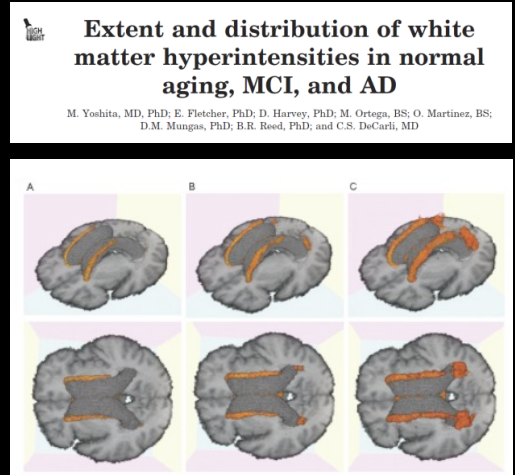 HIGH
LIGHT
Extent and distribution of white
matter hyperintensities in normal
aging, MCI, and AD
M. Yoshita, MD, PhD; E. Fletcher, PhD; D. Harvey, PhD; M. Ortega, BS; O. Martinez, BS;
D.M. Mungas, PhD; B.R. Reed, PhD; and C.S. DeCarli, MD
A B C